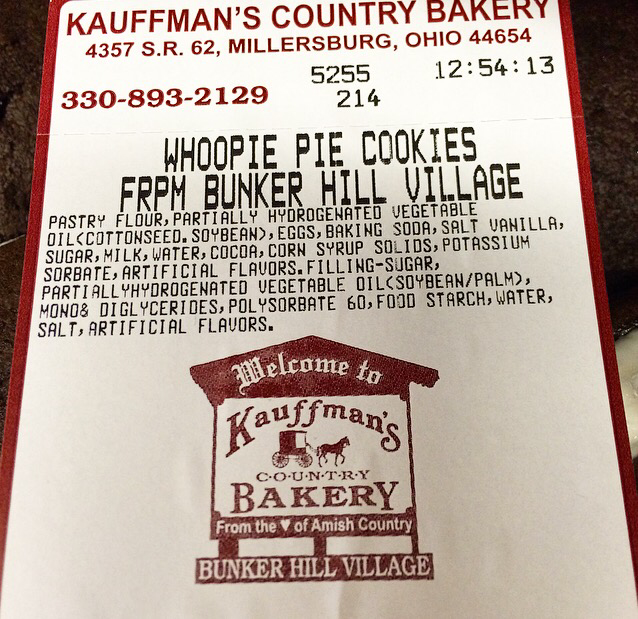 KAUFFMAN'S COUNTRY BAKERY
4357 S.R. 62, MILLERSBURG, OHIO 44654
5255 12:54:13
330-893-2129 214
WHOOPIE PIE COOKIES
FRPM BUNKER HILL VILLAGE
PASTRY FLOUR,PARTIALLY HYDROGENATED VEGETABLE
OIL(COTTONSEED.SOYBEAN),EGGS,BAKING SODA,SALT VANILLA,
SUGAR,MILK,WATER,COCOA,CORN SYRUP SOLIDS,POTASSIUM
SORBATE,ARTIFICIAL FLAVORS.FILLING-SUGAR,
PARTIALLYHYDROGENATED VEGETABLE OIL(SOYBEAN/PALM),
MONO& DIGLYCERIDES,POLYSORBATE 60,FOOD STARCH,WATER,
SALT,ARTIFICIAL FLAVORS.
Welcome to
Kauffman's
C·O·U·N·T·R·Y
BAKERY
From the ♥ of Amish Country
BUNKER HILL VILLAGE